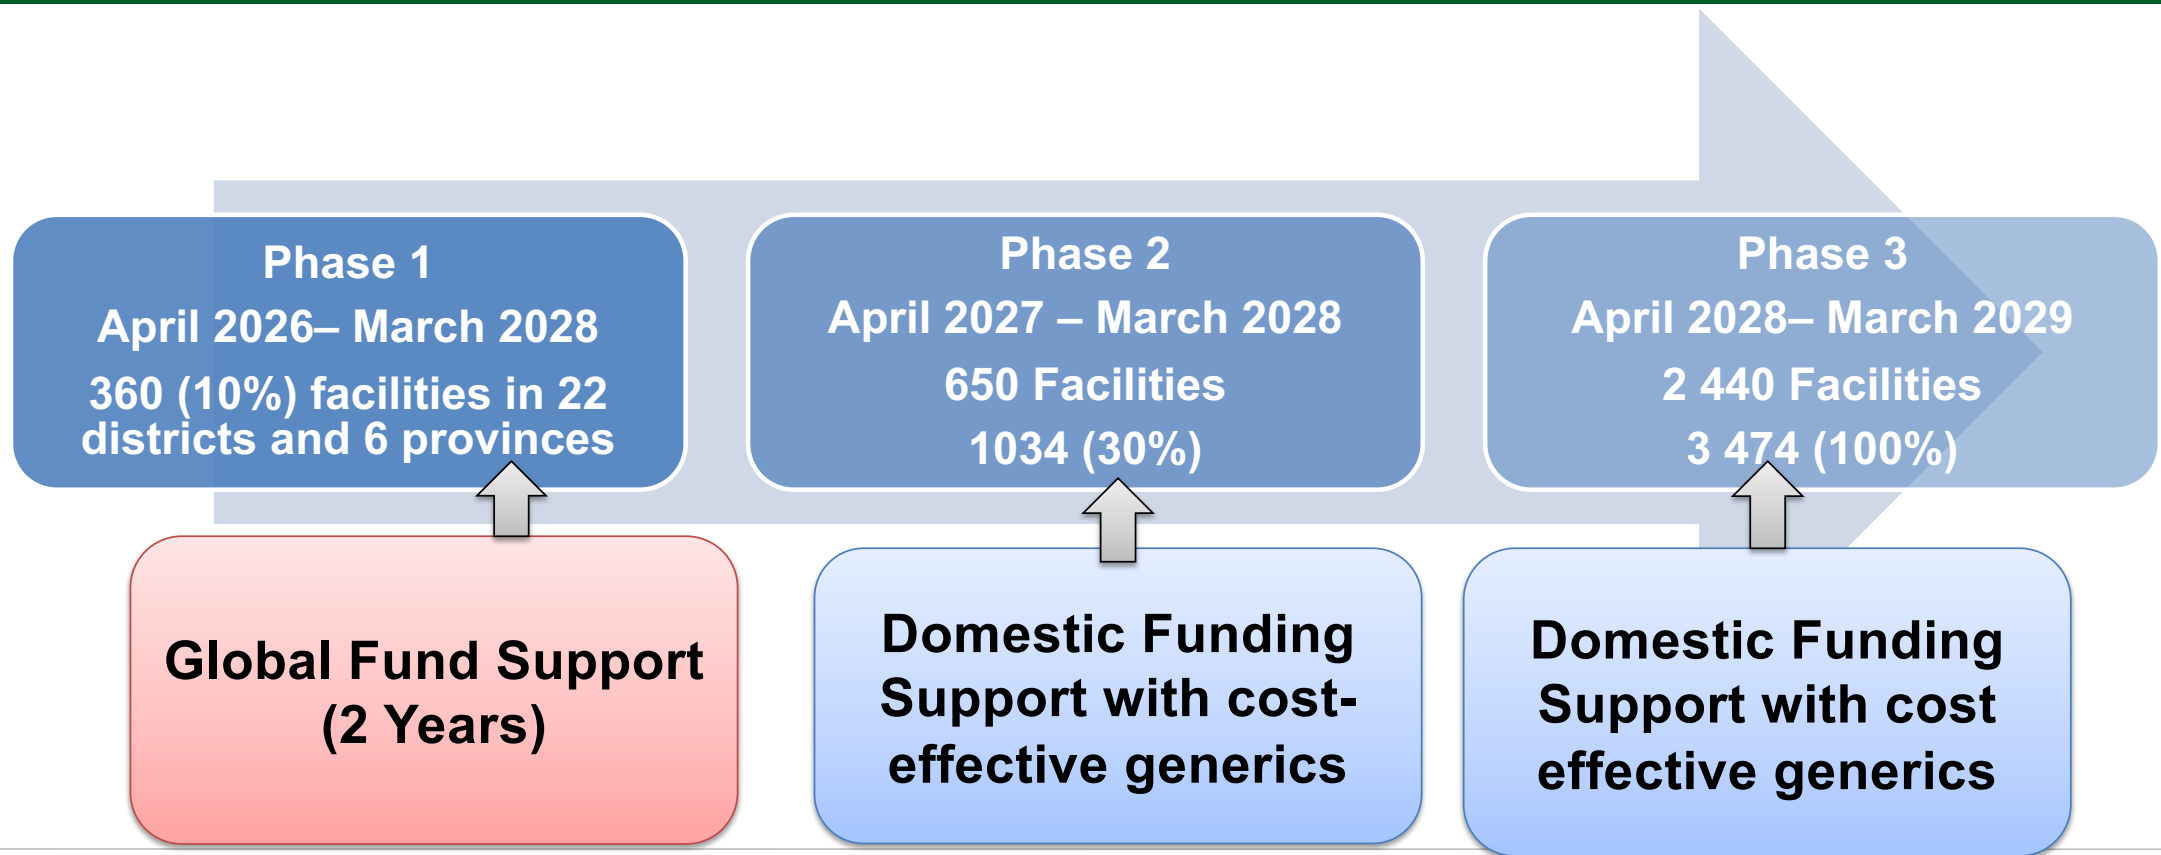 Phase 1
April 2026– March 2028
360 (10%) facilities in 22
districts and 6 provinces
Phase 2
April 2027 – March 2028
650 Facilities
1034 (30%)
Phase 3
April 2028– March 2029
2 440 Facilities
3 474 (100%)
Global Fund Support
(2 Years)
Domestic Funding
Support with cost-
effective generics
Domestic Funding
Support with cost
effective generics